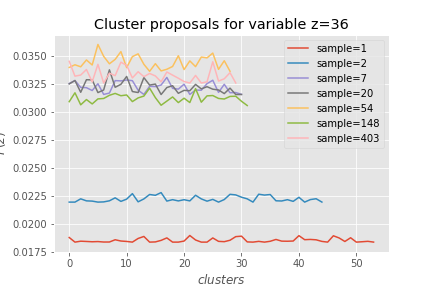 Cluster proposals for variable z=36
0.0350
0.0325
0.0300
0.0275
0.0250
0.0225
0.0200
0.0175
sample=1
sample=2
sample=7
sample=20
sample=54
sample=148
sample=403
0 10 20 30 40 50
clusters